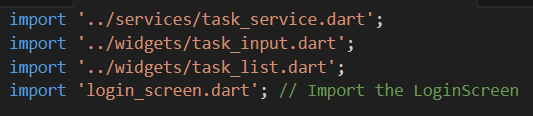 import '../services/task_service.dart';
import '../widgets/task_input.dart';
import '../widgets/task_list.dart';
import 'login_screen.dart'; // Import the LoginScreen